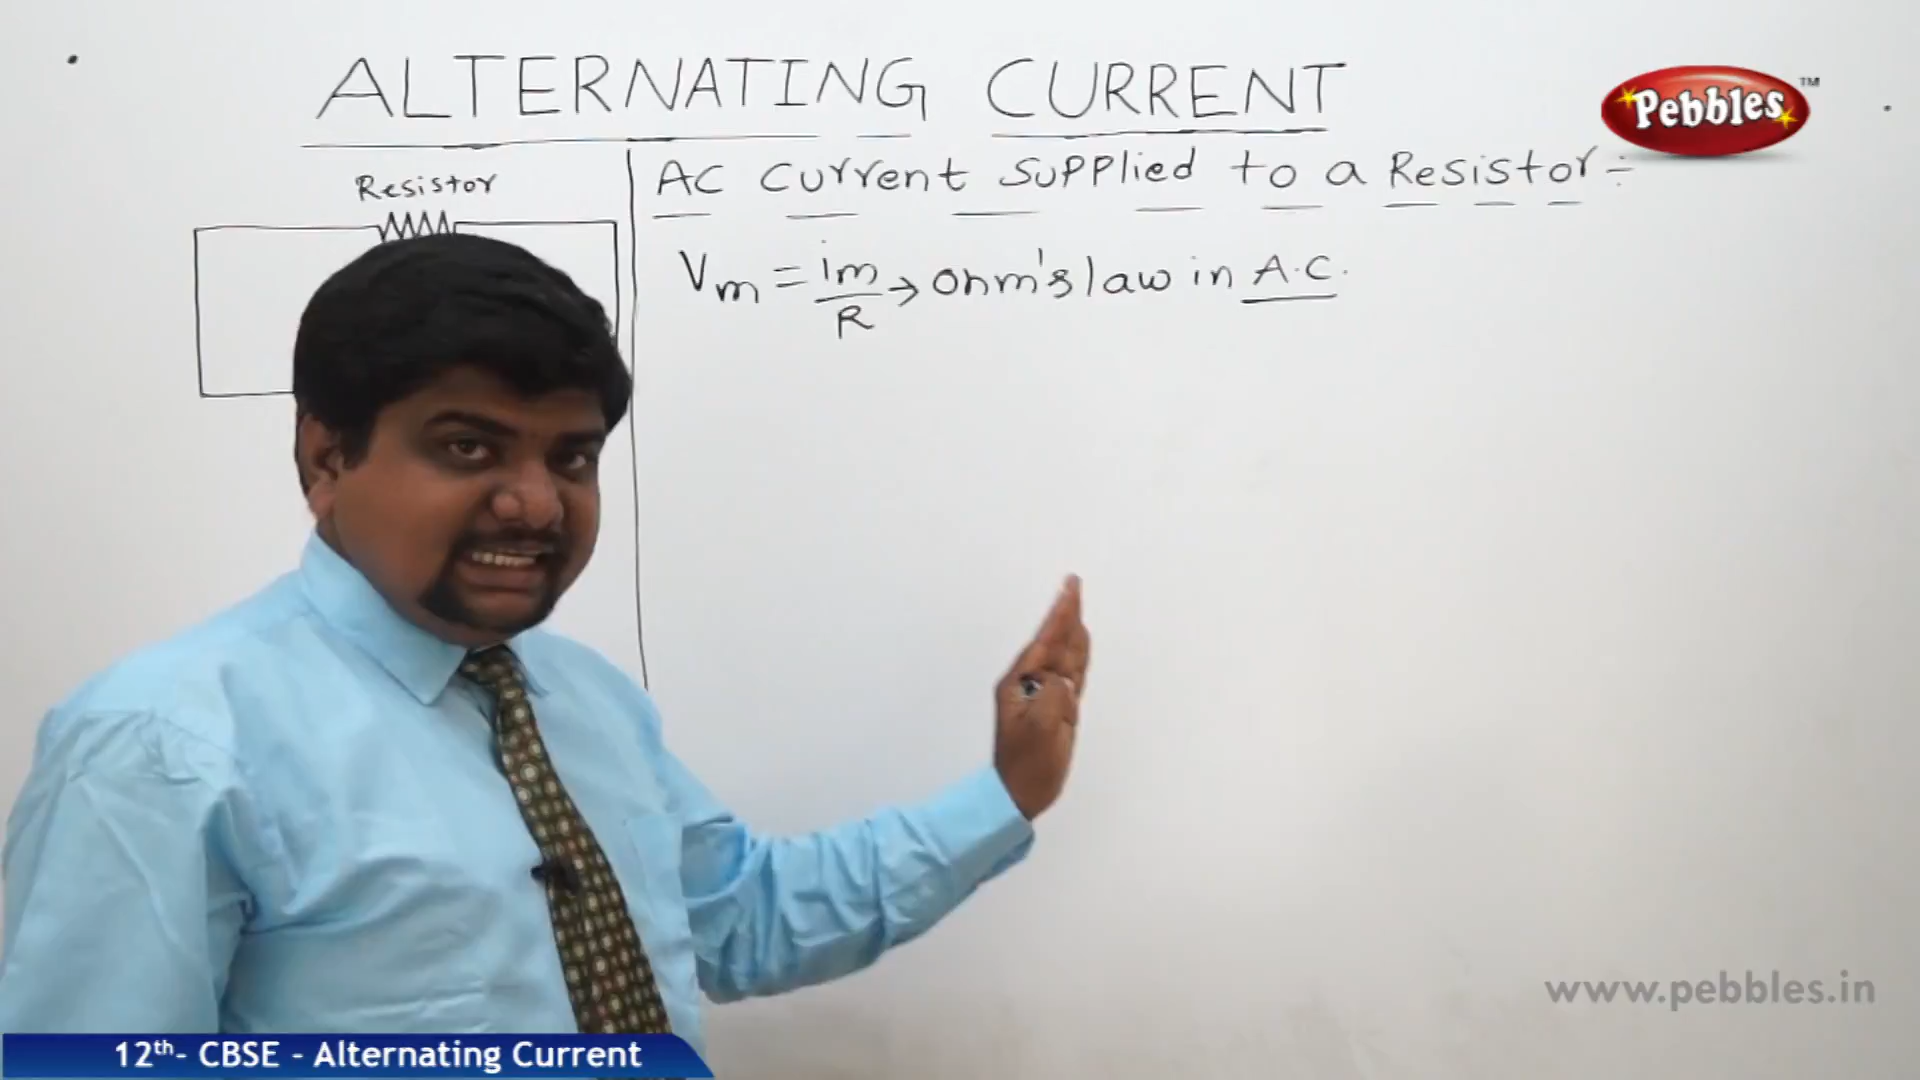 ALTERNATING CURRENT
Pebbles™
Resistor
AC Current supplied to a Resistor :-
Vm = im/R → ohm's law in A.C.
www.pebbles.in
12th- CBSE - Alternating Current